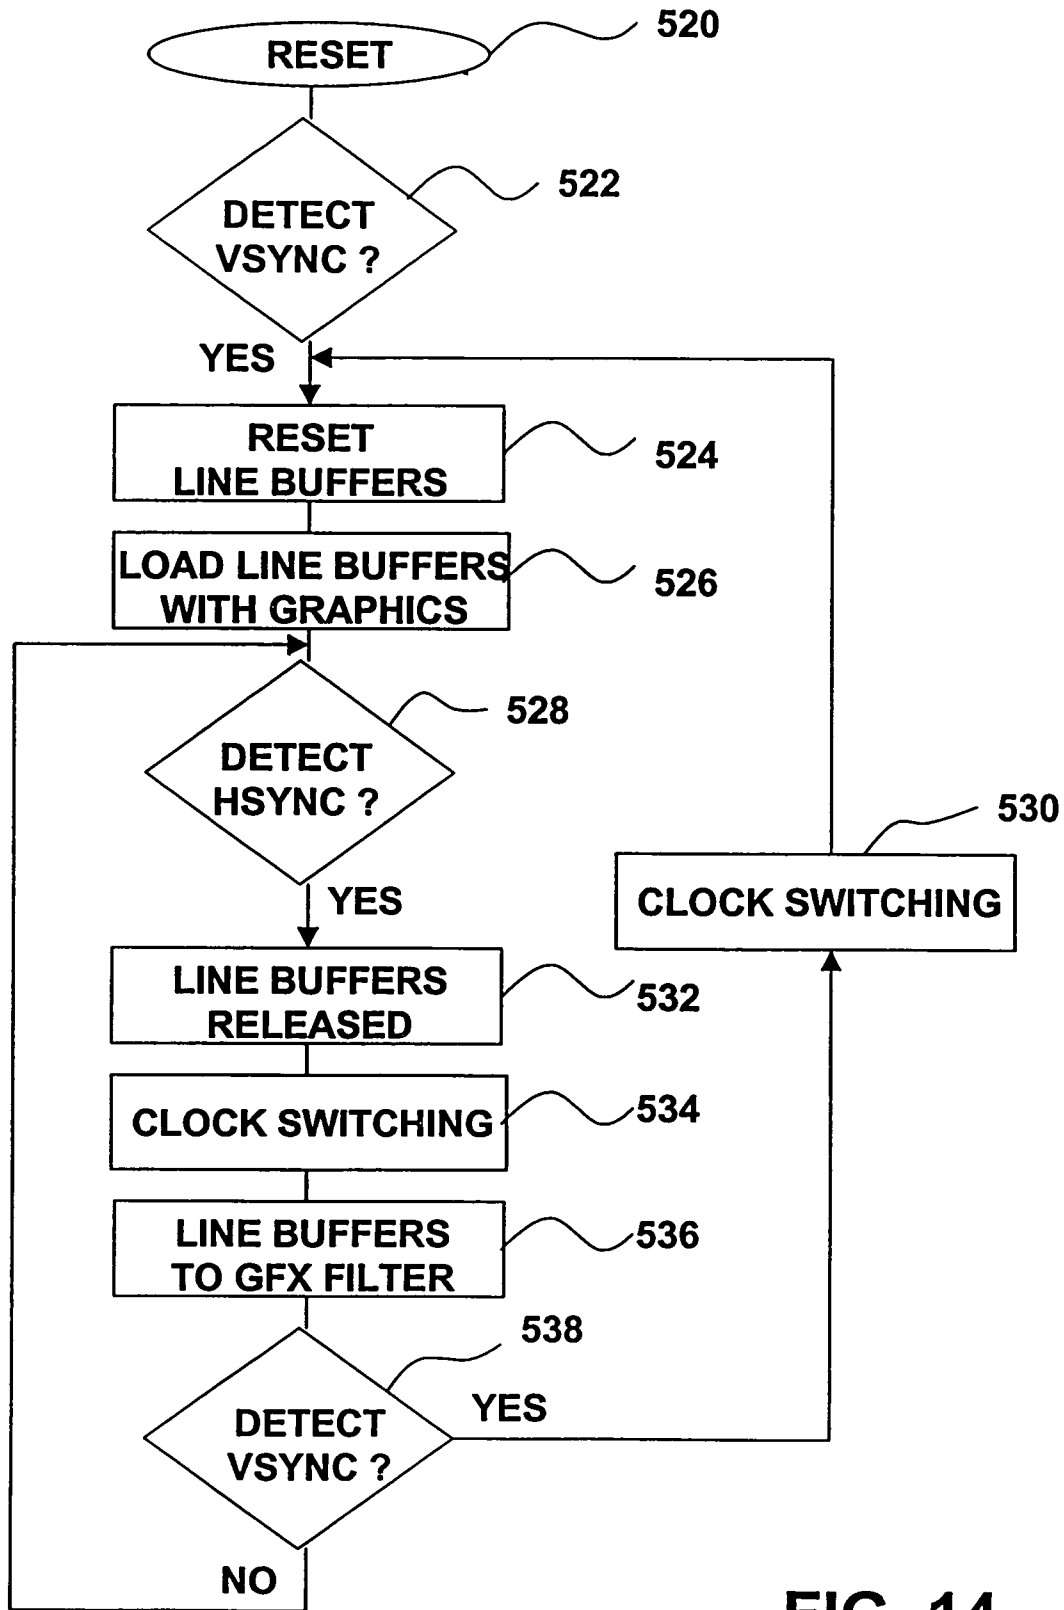 RESET
520
DETECT
VSYNC ?
522
YES
RESET
LINE BUFFERS
524
LOAD LINE BUFFERS
WITH GRAPHICS
526
DETECT
HSYNC ?
528
YES
530
CLOCK SWITCHING
LINE BUFFERS
RELEASED
532
CLOCK SWITCHING
534
LINE BUFFERS
TO GFX FILTER
536
538
DETECT
VSYNC ?
YES
NO
FIG. 14